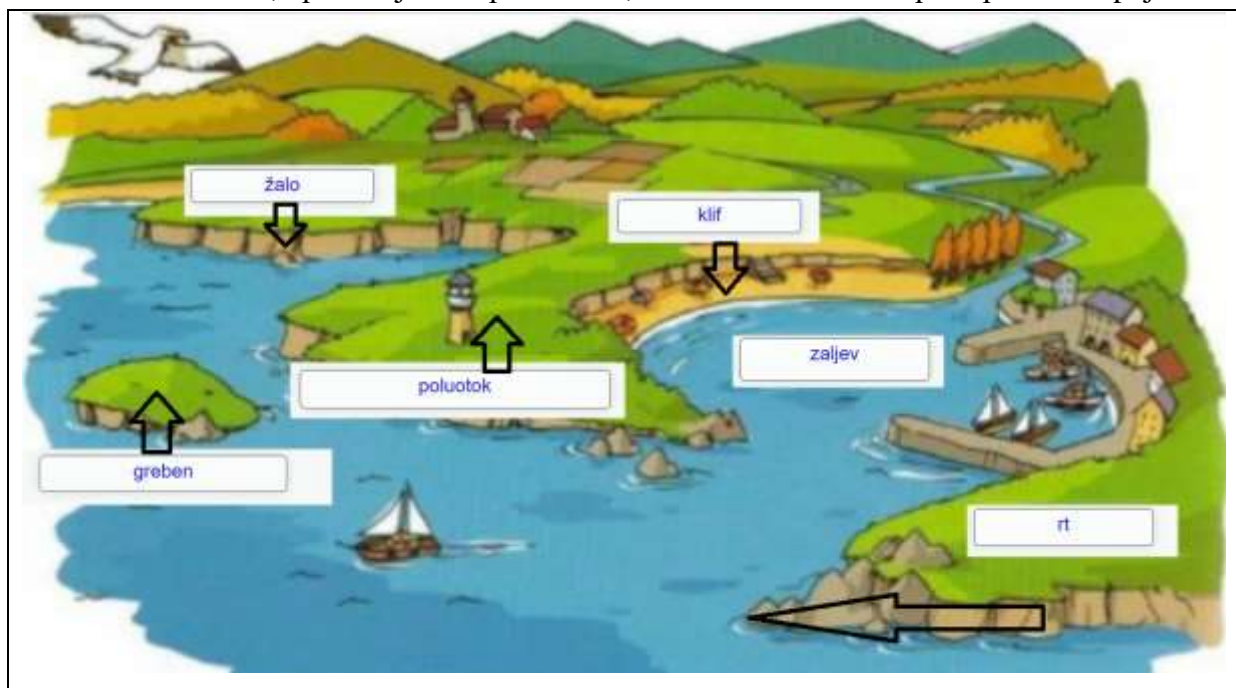 žalo
klif
zaljev
poluotok
greben
rt